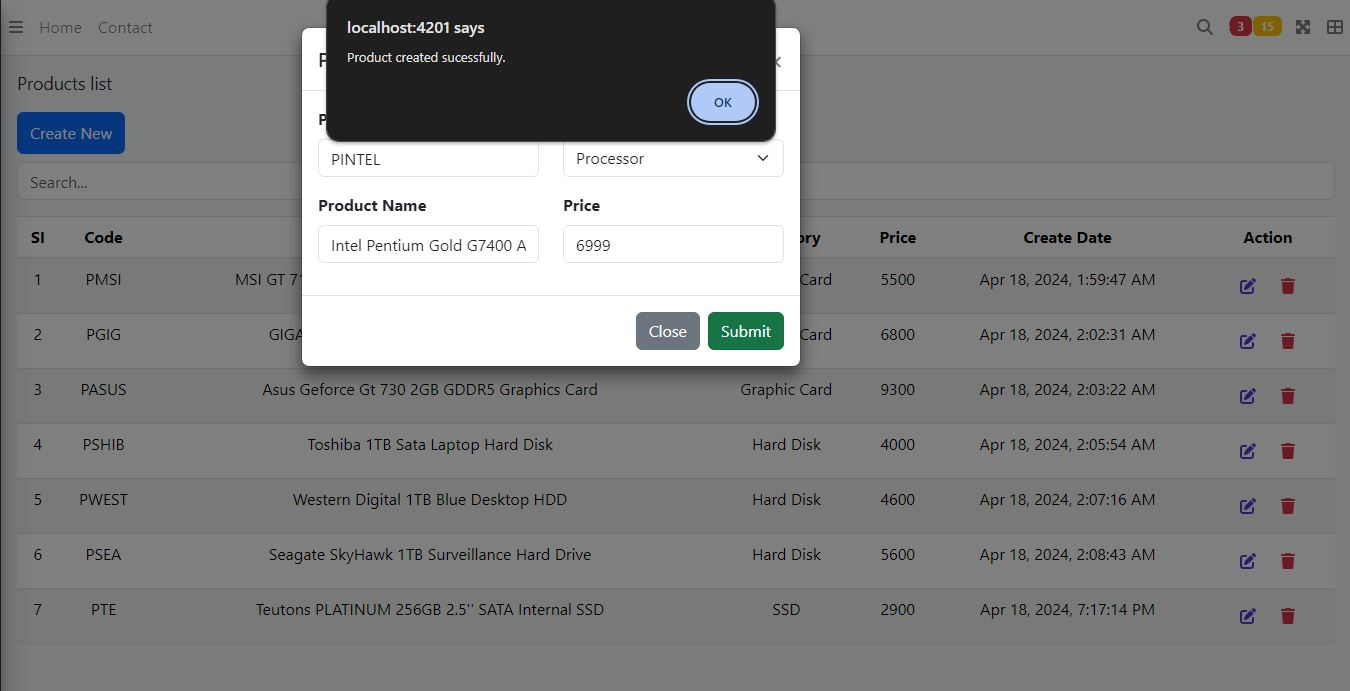 Home Contact
3 15
localhost:4201 says
Product created sucessfully.
OK
Products list
Create New
Search...
PINTEL Processor
Product Name Price
Intel Pentium Gold G7400 A 6999
Close Submit
SI Code Price Create Date Action
1 PMSI MSI GT Card 5500 Apr 18, 2024, 1:59:47 AM
2 PGIG Card 6800 Apr 18, 2024, 2:02:31 AM
3 PASUS Asus Geforce Gt 730 2GB GDDR5 Graphics Card Graphic Card 9300 Apr 18, 2024, 2:03:22 AM
4 PSHIB Toshiba 1TB Sata Laptop Hard Disk Hard Disk 4000 Apr 18, 2024, 2:05:54 AM
5 PWEST Western Digital 1TB Blue Desktop HDD Hard Disk 4600 Apr 18, 2024, 2:07:16 AM
6 PSEA Seagate SkyHawk 1TB Surveillance Hard Drive Hard Disk 5600 Apr 18, 2024, 2:08:43 AM
7 PTE Teutons PLATINUM 256GB 2.5'' SATA Internal SSD SSD 2900 Apr 18, 2024, 7:17:14 PM